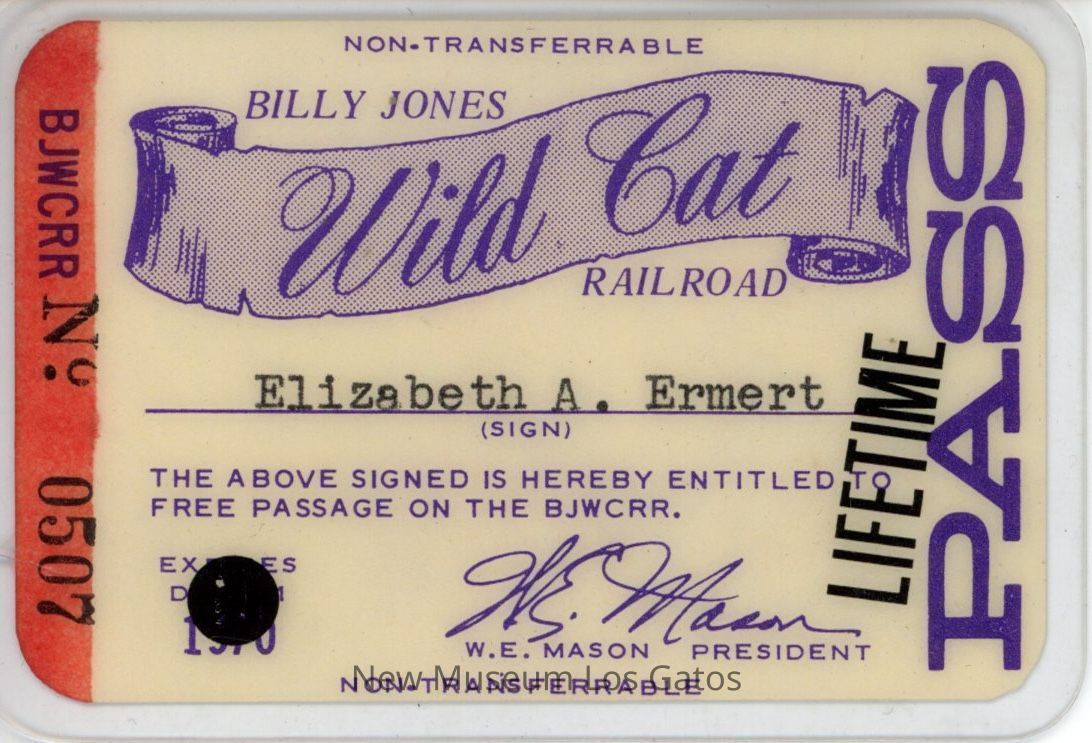 NON-TRANSFERRABLE
BILLY JONES
Wild Cat
RAILROAD
PASS
LIFETIME
BJWCRR Nº 0507
Elizabeth A. Ermert
(SIGN)
THE ABOVE SIGNED IS HEREBY ENTITLED TO
FREE PASSAGE ON THE BJWCRR.
W.E. Mason
W.E. MASON PRESIDENT
NON-TRANSFERRABLE
New Museum Los Gatos